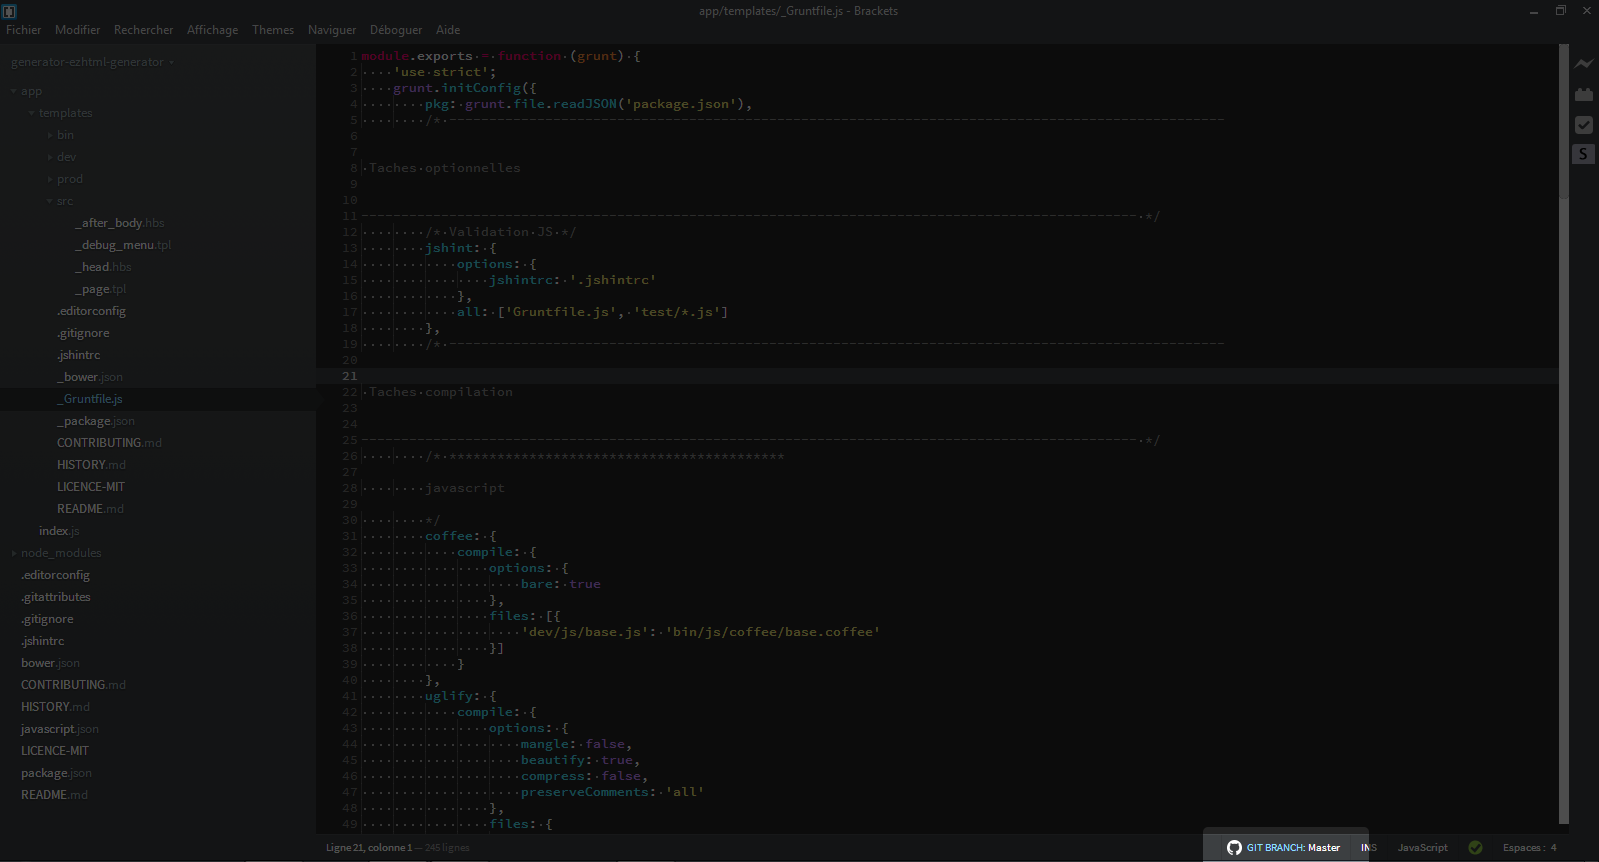 app/templates/_Gruntfile.js - Brackets
Fichier Modifier Rechercher Affichage Themes Naviguer Déboguer Aide
generator-ezhtml-generator
app
templates
bin
dev
prod
src
_after_body.hbs
_debug_menu.tpl
_head.hbs
_page.tpl
.editorconfig
.gitignore
.jshintrc
_bower.json
_Gruntfile.js
_package.json
CONTRIBUTING.md
HISTORY.md
LICENCE-MIT
README.md
index.js
node_modules
.editorconfig
.gitattributes
.gitignore
.jshintrc
bower.json
CONTRIBUTING.md
HISTORY.md
javascript.json
LICENCE-MIT
package.json
README.md
1 module.exports = function (grunt) {
2 'use strict';
3 grunt.initConfig({
4 pkg: grunt.file.readJSON('package.json'),
5 /* -------------------------------------------------------------------------------------------------
6
7
8 Taches optionnelles
9
10
11 ------------------------------------------------------------------------------------------------- */
12 /* Validation JS */
13 jshint: {
14 options: {
15 jshintrc: '.jshintrc'
16 },
17 all: ['Gruntfile.js', 'test/*.js']
18 },
19 /* -------------------------------------------------------------------------------------------------
20
21
22 Taches compilation
23
24
25 ------------------------------------------------------------------------------------------------- */
26 /* ******************************************
27
28 javascript
29
30 */
31 coffee: {
32 compile: {
33 options: {
34 bare: true
35 },
36 files: [{
37 'dev/js/base.js': 'bin/js/coffee/base.coffee'
38 }]
39 }
40 },
41 uglify: {
42 compile: {
43 options: {
44 mangle: false,
45 beautify: true,
46 compress: false,
47 preserveComments: 'all'
48 },
49 files: {
S
Ligne 21, colonne 1 — 245 lignes
GIT BRANCH: Master INS JavaScript Espaces : 4